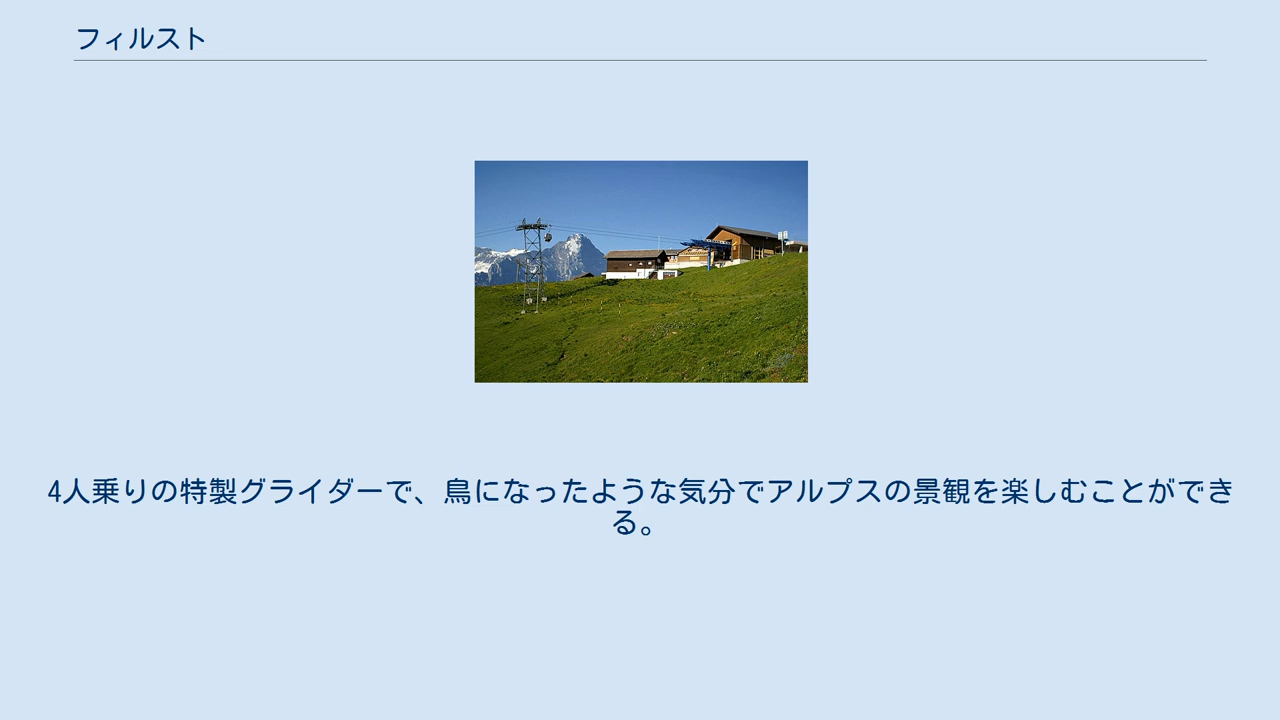 フィルスト
4人乗りの特製グライダーで、鳥になったような気分でアルプスの景観を楽しむことができ
る。